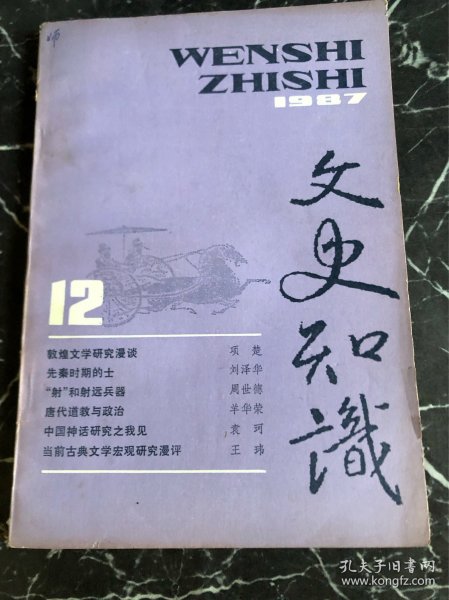 师
WENSHI
ZHISHI
1987
文史知識
12
敦煌文学研究漫谈 项楚
先秦时期的士 刘泽华
“射”和射远兵器 周世德
唐代道教与政治 羊华荣
中国神话研究之我见 袁珂
当前古典文学宏观研究漫评 王玮
孔夫子旧书网
www.kongfz.com